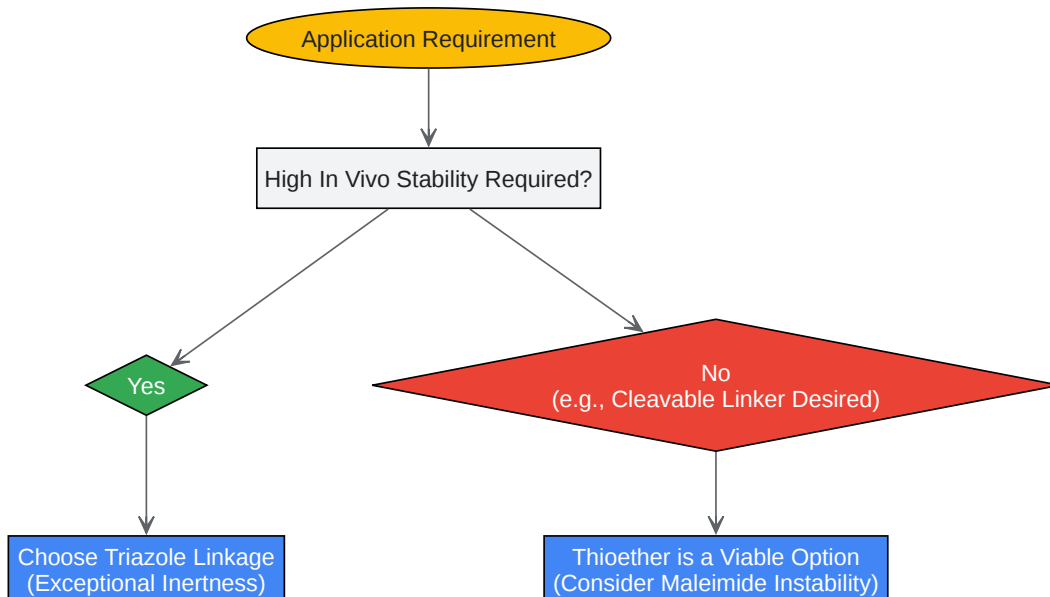 Application Requirement
High In Vivo Stability Required?
Yes
No
(e.g., Cleavable Linker Desired)
Choose Triazole Linkage
(Exceptional Inertness)
Thioether is a Viable Option
(Consider Maleimide Instability)